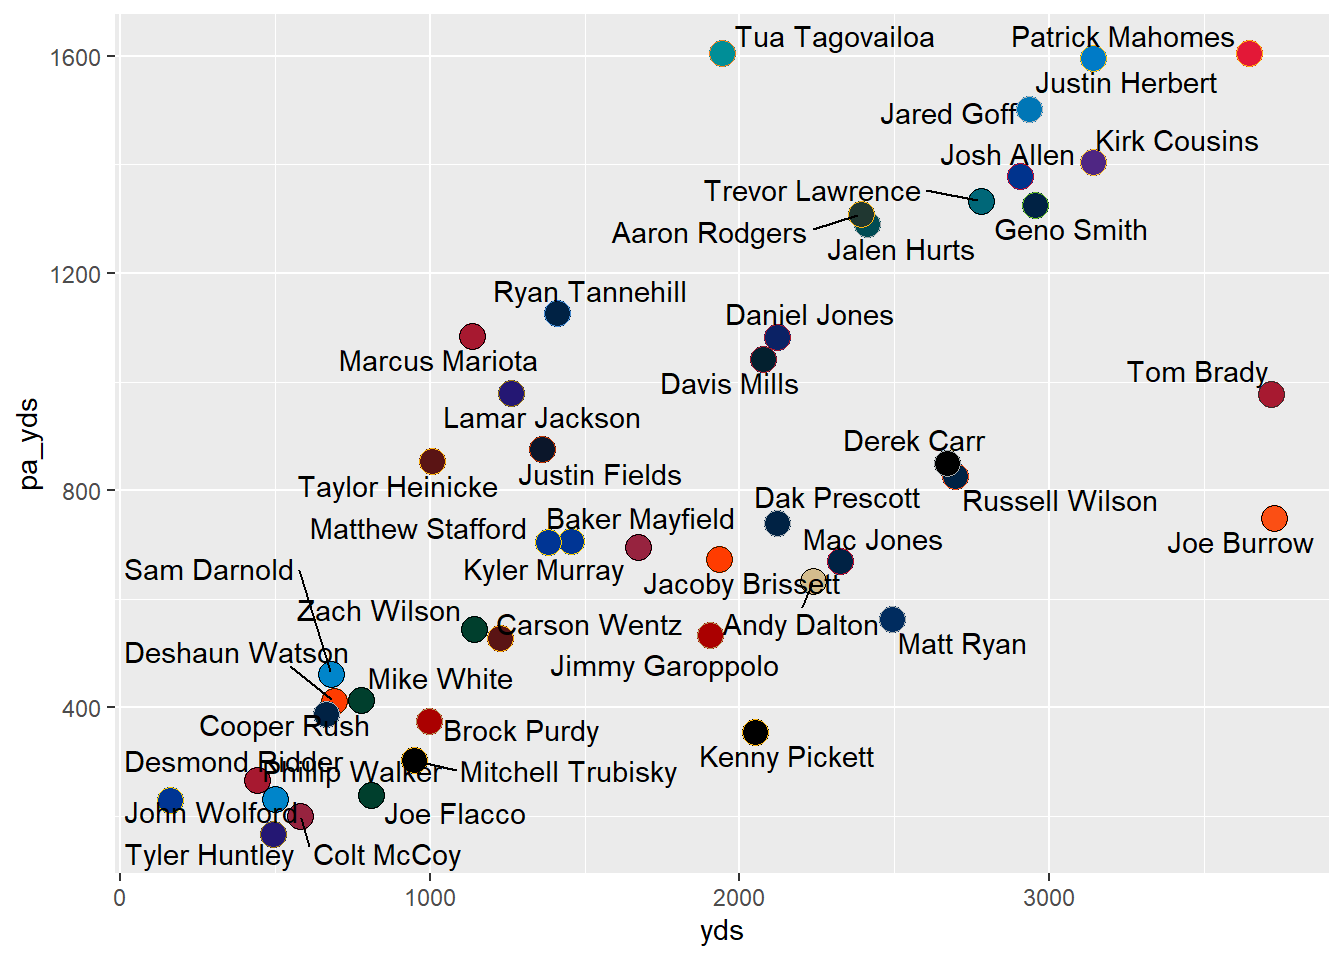 Tua Tagovailoa
Patrick Mahomes
1600
Justin Herbert
Jared Goff
Kirk Cousins
Josh Allen
Trevor Lawrence
Aaron Rodgers
Geno Smith
Jalen Hurts
1200
Ryan Tannehill
Daniel Jones
Marcus Mariota
Tom Brady
Davis Mills
Lamar Jackson
Derek Carr
pa_yds
Justin Fields
Taylor Heinicke
800
Dak Prescott
Russell Wilson
Baker Mayfield
Matthew Stafford
Mac Jones
Joe Burrow
Sam Darnold
Kyler Murray
Jacoby Brissett
Zach Wilson
Carson Wentz
Andy Dalton
Matt Ryan
Deshaun Watson
Jimmy Garoppolo
Mike White
400
Cooper Rush
Brock Purdy
Kenny Pickett
Desmond Ridder
Phillip Walker
Mitchell Trubisky
John Wolford
Joe Flacco
Tyler Huntley
Colt McCoy
0
1000
2000
3000
yds